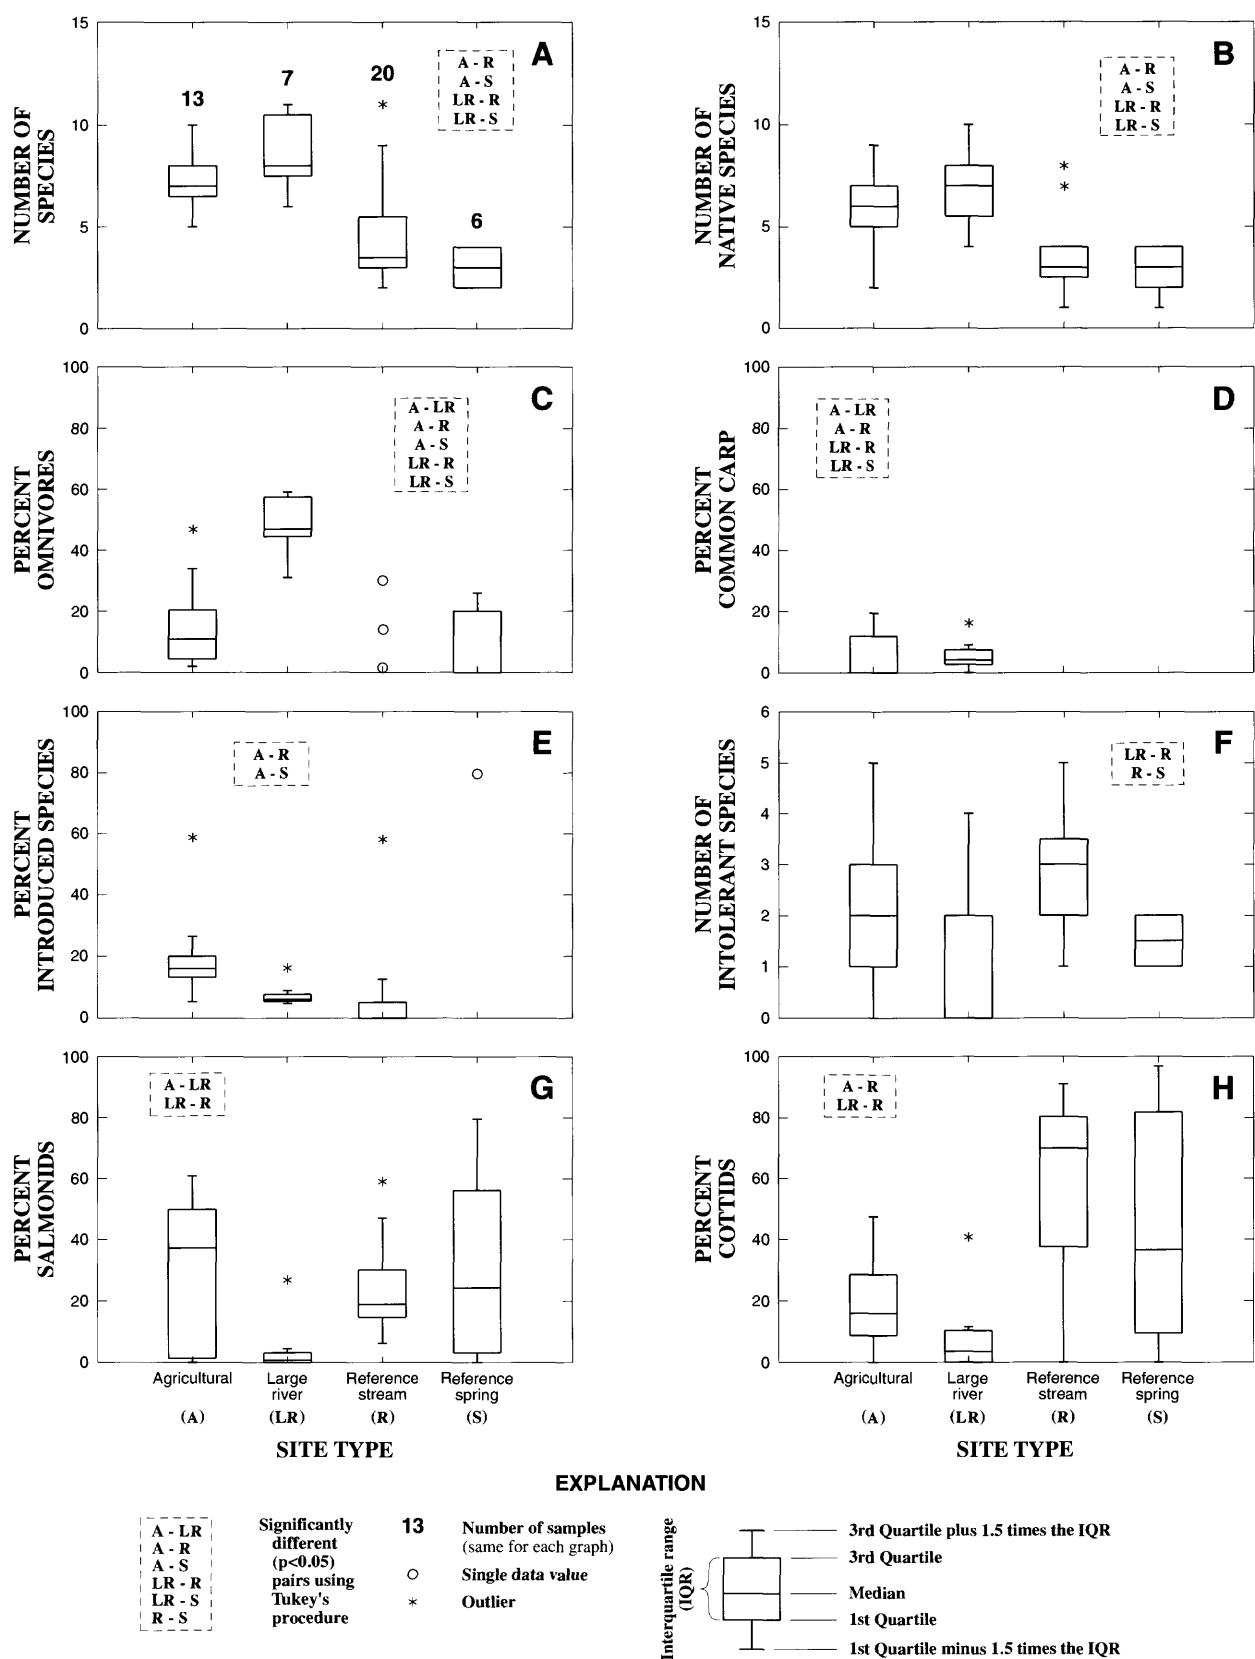 NUMBER OF
SPECIES
15
10
5
0
13
7
20
6
A
A - R
A - S
LR - R
LR - S
NUMBER OF
NATIVE SPECIES
15
10
5
0
B
A - R
A - S
LR - R
LR - S
PERCENT
OMNIVORES
100
80
60
40
20
0
C
A - LR
A - R
A - S
LR - R
LR - S
PERCENT
COMMON CARP
100
80
60
40
20
0
D
A - LR
A - R
LR - R
LR - S
PERCENT
INTRODUCED SPECIES
100
80
60
40
20
0
E
A - R
A - S
NUMBER OF
INTOLERANT SPECIES
6
5
4
3
2
1
0
F
LR - R
R - S
PERCENT
SALMONIDS
100
80
60
40
20
0
G
A - LR
LR - R
Agricultural
(A)
Large
river
(LR)
Reference
stream
(R)
Reference
spring
(S)
SITE TYPE
PERCENT
COTTIDS
100
80
60
40
20
0
H
A - R
LR - R
Agricultural
(A)
Large
river
(LR)
Reference
stream
(R)
Reference
spring
(S)
SITE TYPE
EXPLANATION
A - LR
A - R
A - S
LR - R
LR - S
R - S
Significantly
different
(p<0.05)
pairs using
Tukey's
procedure
13
Number of samples
(same for each graph)
Single data value
* Outlier
Interquartile range
(IQR)
3rd Quartile plus 1.5 times the IQR
3rd Quartile
Median
1st Quartile
1st Quartile minus 1.5 times the IQR